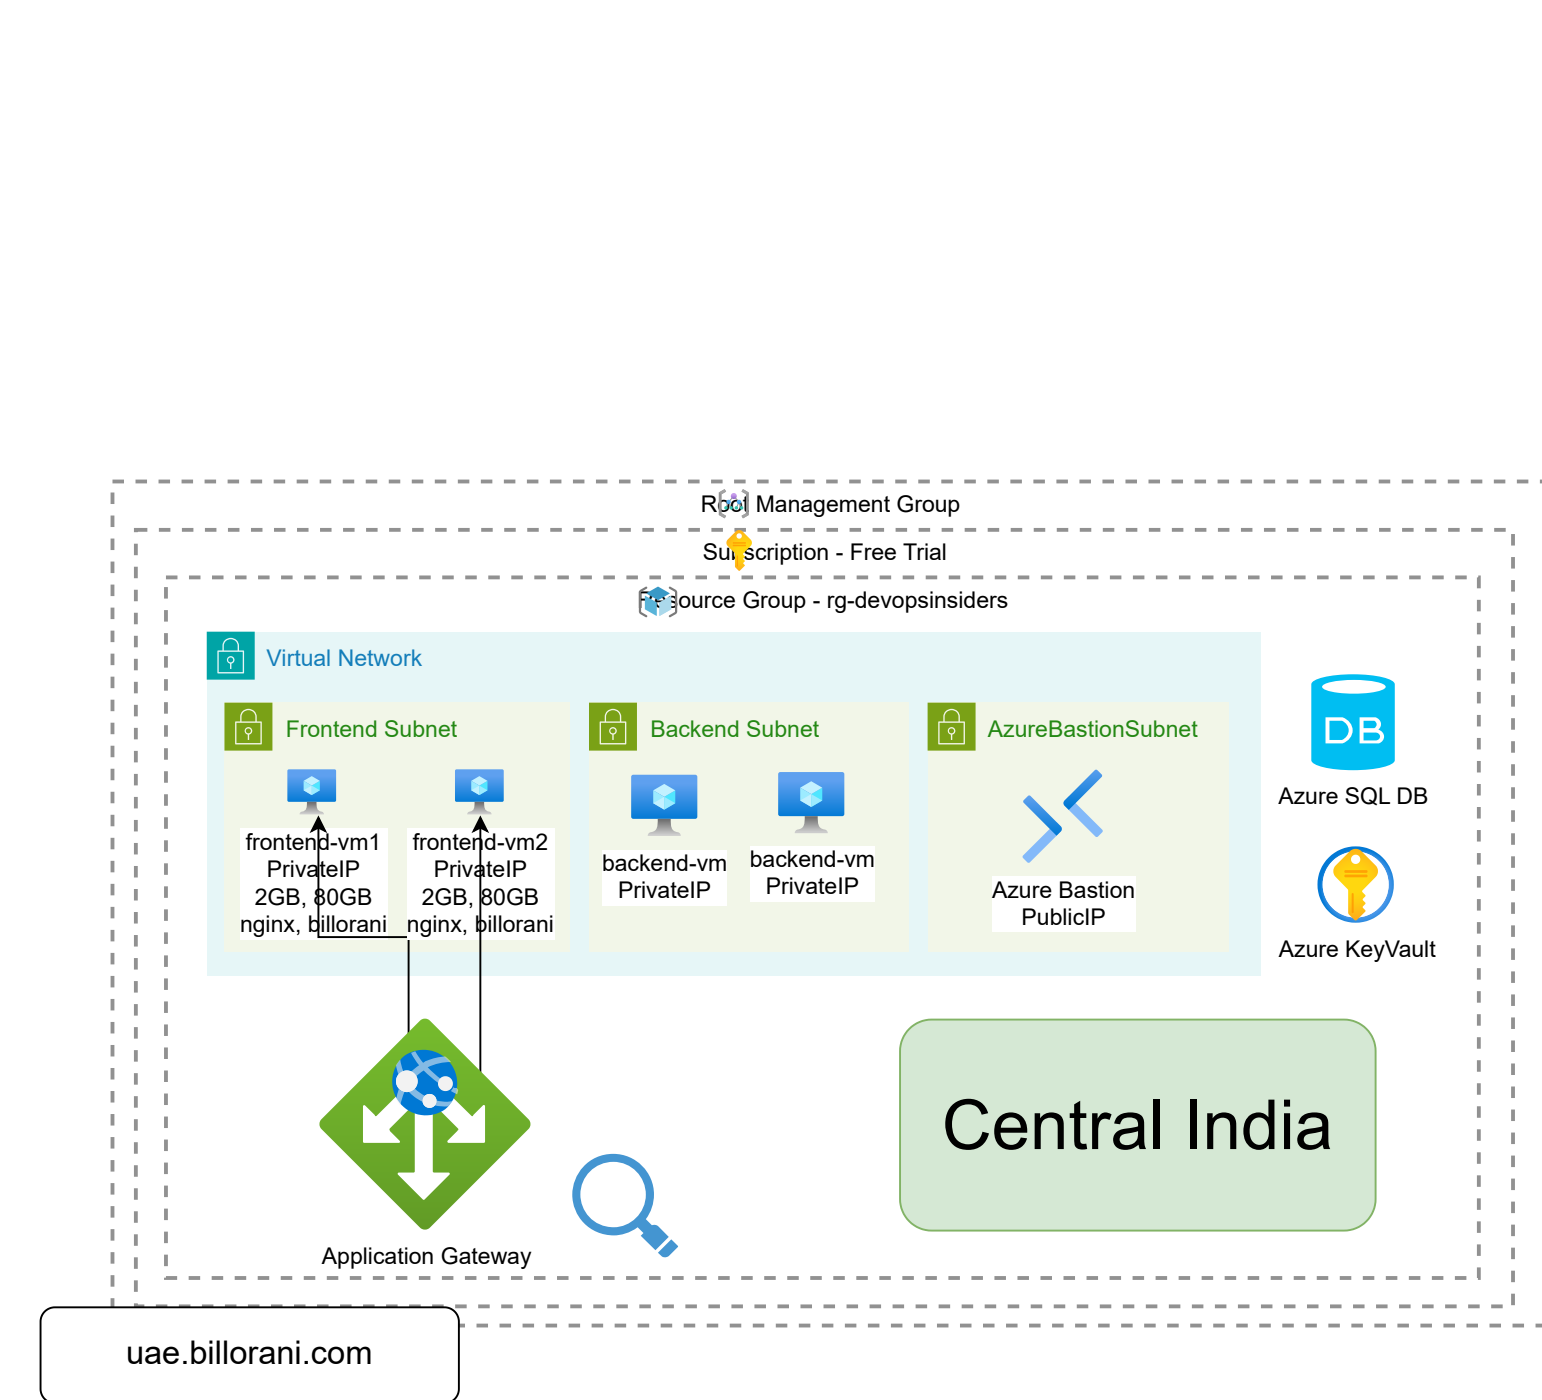 Root Management Group
Subscription - Free Trial
Resource Group - rg-devopsinsiders
Virtual Network
Frontend Subnet
Backend Subnet
AzureBastionSubnet
frontend-vm1
PrivateIP
2GB, 80GB
nginx, billorani
frontend-vm2
PrivateIP
2GB, 80GB
nginx, billorani
backend-vm
PrivateIP
backend-vm
PrivateIP
Azure Bastion
PublicIP
DB
Azure SQL DB
Azure KeyVault
Central India
Application Gateway
uae.billorani.com